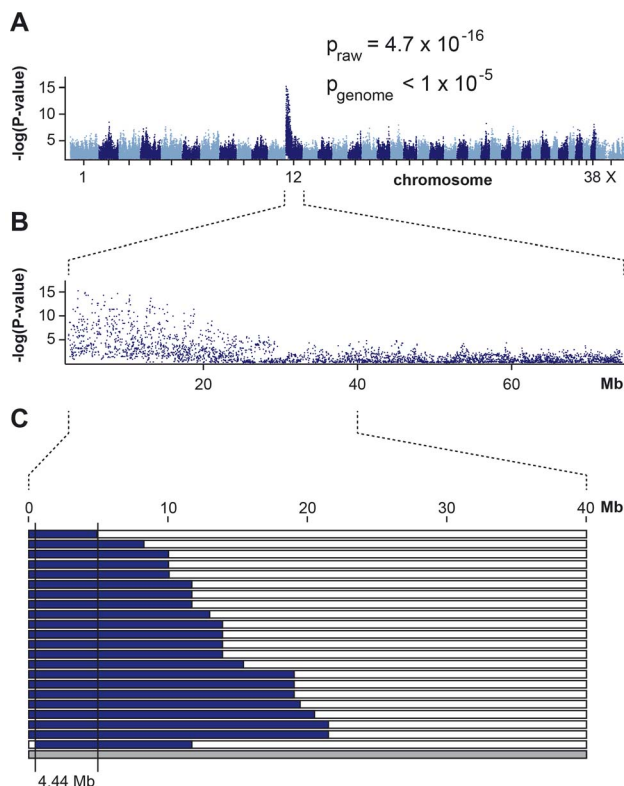 A
p_raw = 4.7 x 10^-16
p_genome < 1 x 10^-5
-log(P-value)
15
10
5
1 12 chromosome 38 X
B
-log(P-value)
15
10
5
20 40 60 Mb
C
0 10 20 30 40 Mb
4.44 Mb